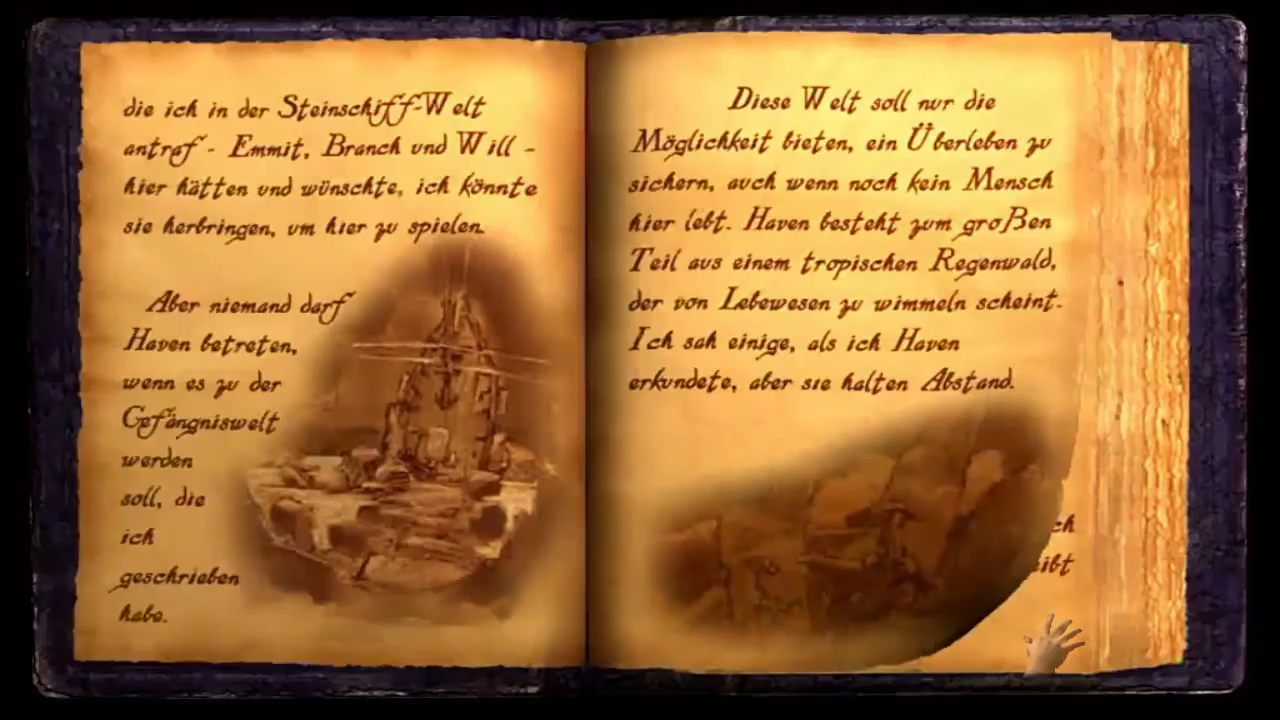 die ich in der Steinschiff-Welt
antraf - Emmit, Branch und Will -
hier hätten und wünschte, ich könnte
sie herbringen, um hier zu spielen.
Aber niemand darf
Haven betreten,
wenn es zu der
Gefängniswelt
werden
soll, die
ich
geschrieben
habe.
Diese Welt soll nur die
Möglichkeit bieten, ein Überleben zu
sichern, auch wenn noch kein Mensch
hier lebt. Haven besteht zum großen
Teil aus einem tropischen Regenwald,
der von Lebewesen zu wimmeln scheint.
Ich sah einige, als ich Haven
erkundete, aber sie halten Abstand.